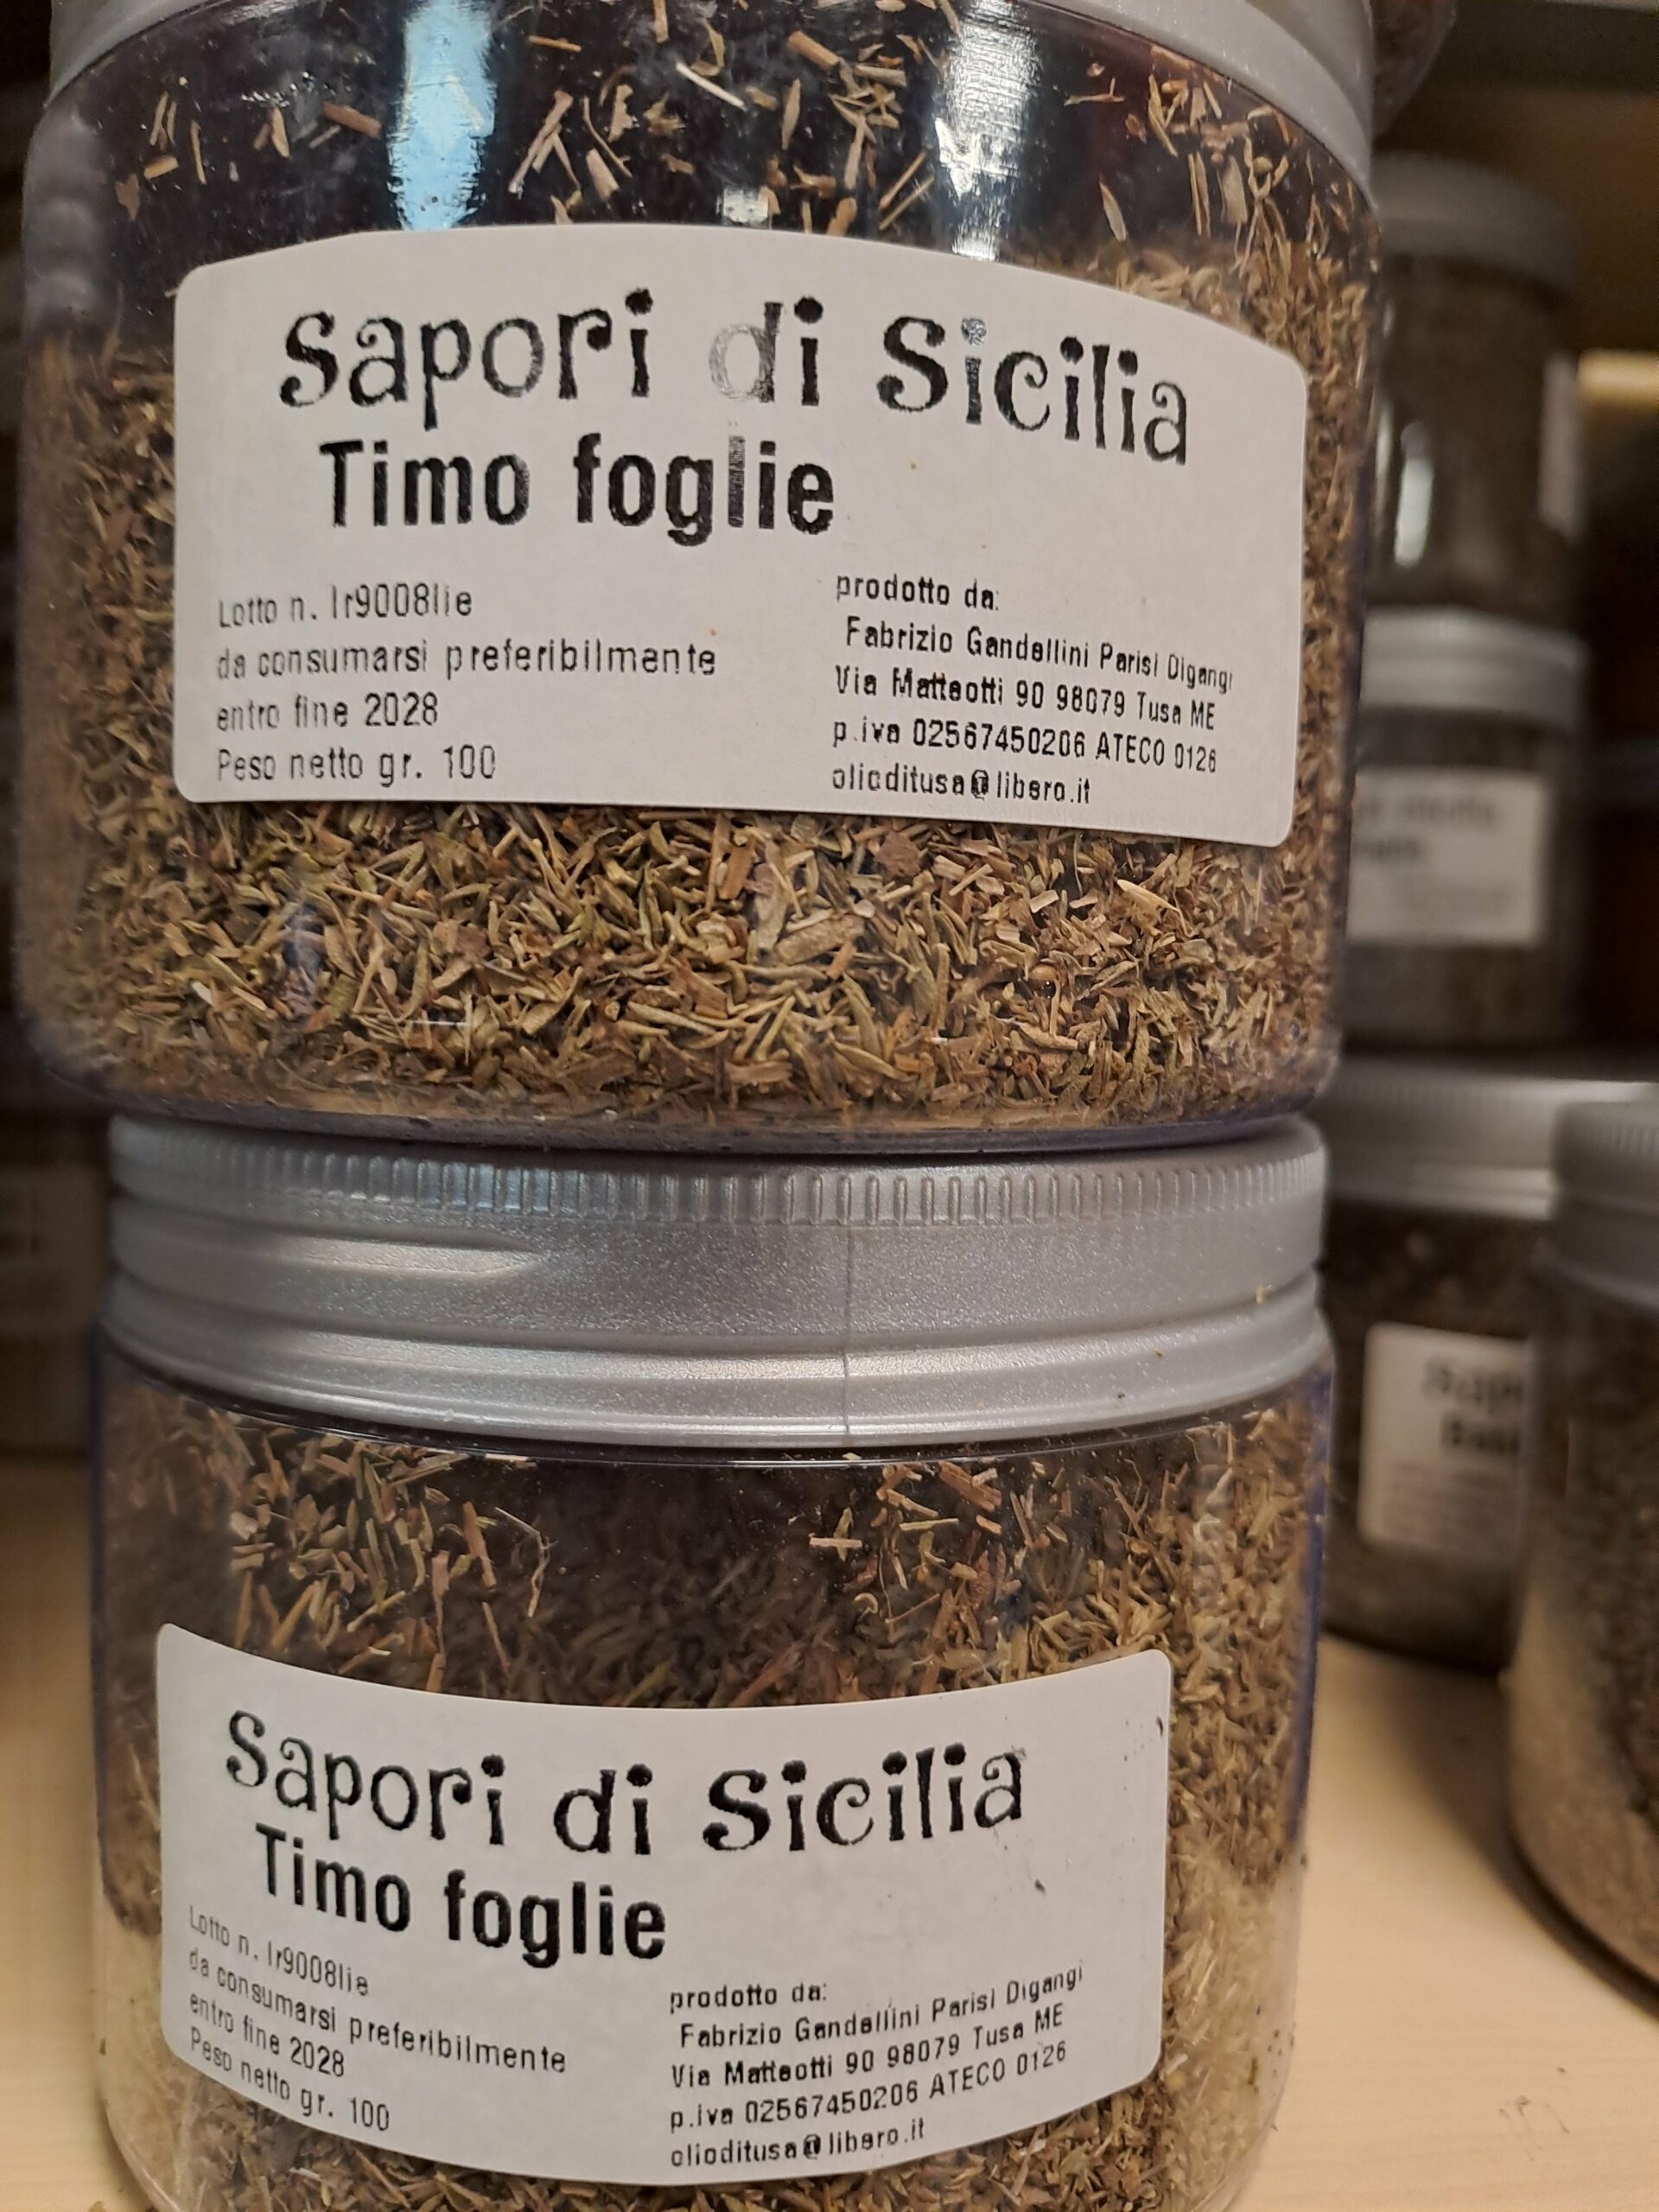 Sapori di Sicilia
Timo foglie
Lotto n. lr9008lie
da consumarsi preferibilmente
entro fine 2028
Peso netto gr. 100
prodotto da:
Fabrizio Gandellini Parisi Digangi
Via Matteotti 90 98079 Tusa ME
p.iva 02567450206 ATECO 0126
olioditusa@libero.it
Sapori di Sicilia
Timo foglie
Lotto n. lr9008lie
da consumarsi preferibilmente
entro fine 2028
Peso netto gr. 100
prodotto da:
Fabrizio Gandellini Parisi Digangi
Via Matteotti 90 98079 Tusa ME
p.iva 02567450206 ATECO 0126
olioditusa@libero.it